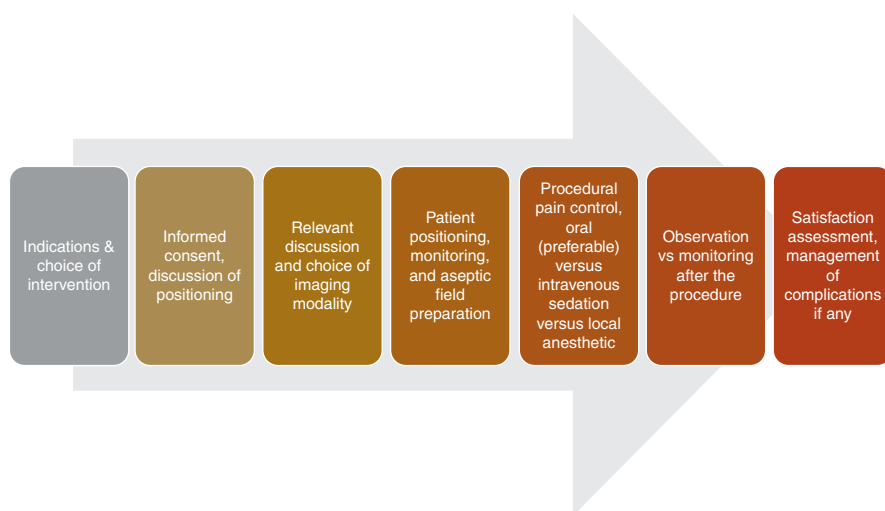 Indications &
choice of
intervention
Informed
consent,
discussion of
positioning
Relevant
discussion
and choice of
imaging
modality
Patient
positioning,
monitoring,
and aseptic
field
preparation
Procedural
pain control,
oral
(preferable)
versus
intravenous
sedation
versus local
anesthetic
Observation
vs monitoring
after the
procedure
Satisfaction
assessment,
management
of
complications
if any